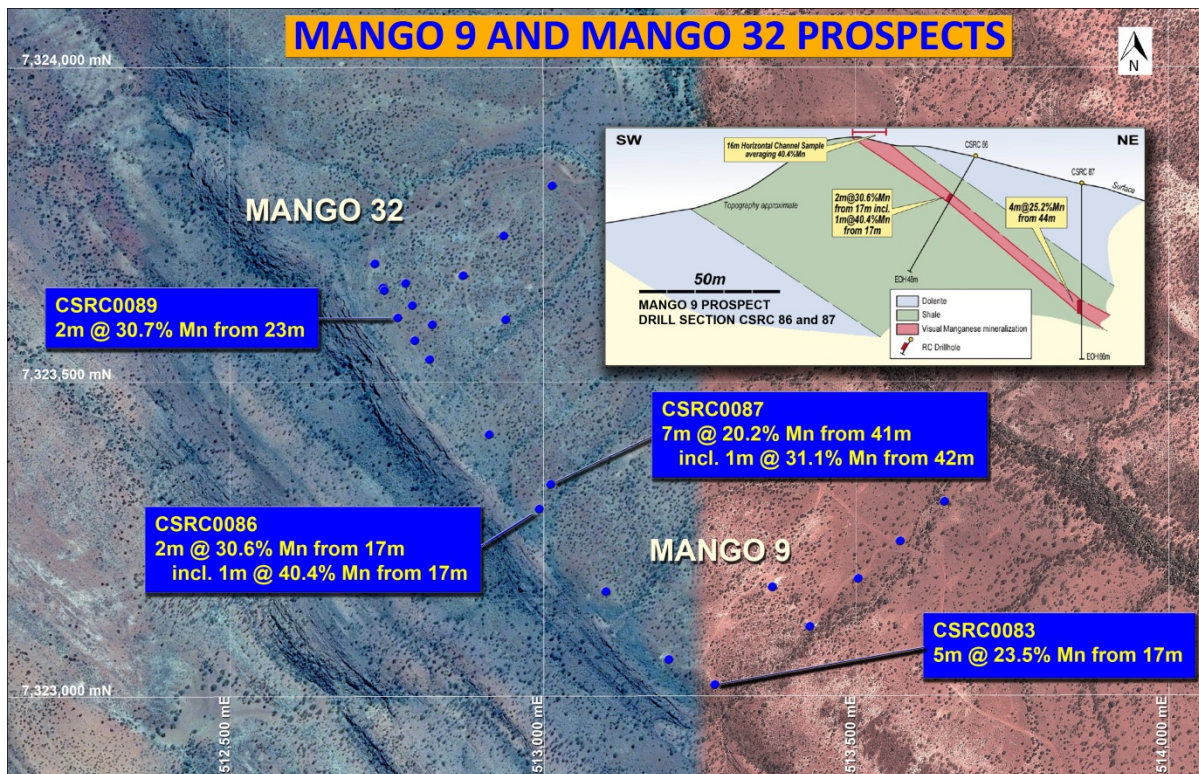 MANGO 9 AND MANGO 32 PROSPECTS
7,324,000 mN
N
SW
NE
16m Horizontal Channel Sample
averaging 40.4%Mn
CSRC 86
CSRC 87
Surface
Topography approximate
2m@30.6%Mn
from 17m incl.
1m@40.4%Mn
from 17m
4m@25.2%Mn
from 44m
EOH 48m
50m
MANGO 9 PROSPECT
DRILL SECTION CSRC 86 and 87
Dolerite
Shale
Visual Manganese mineralization
RC Drillhole
EOH 66m
MANGO 32
CSRC0089
2m @ 30.7% Mn from 23m
7,323,500 mN
CSRC0087
7m @ 20.2% Mn from 41m
incl. 1m @ 31.1% Mn from 42m
CSRC0086
2m @ 30.6% Mn from 17m
incl. 1m @ 40.4% Mn from 17m
MANGO 9
CSRC0083
5m @ 23.5% Mn from 17m
7,323,000 mN
512,500 mE
513,000 mE
513,500 mE
514,000 mE